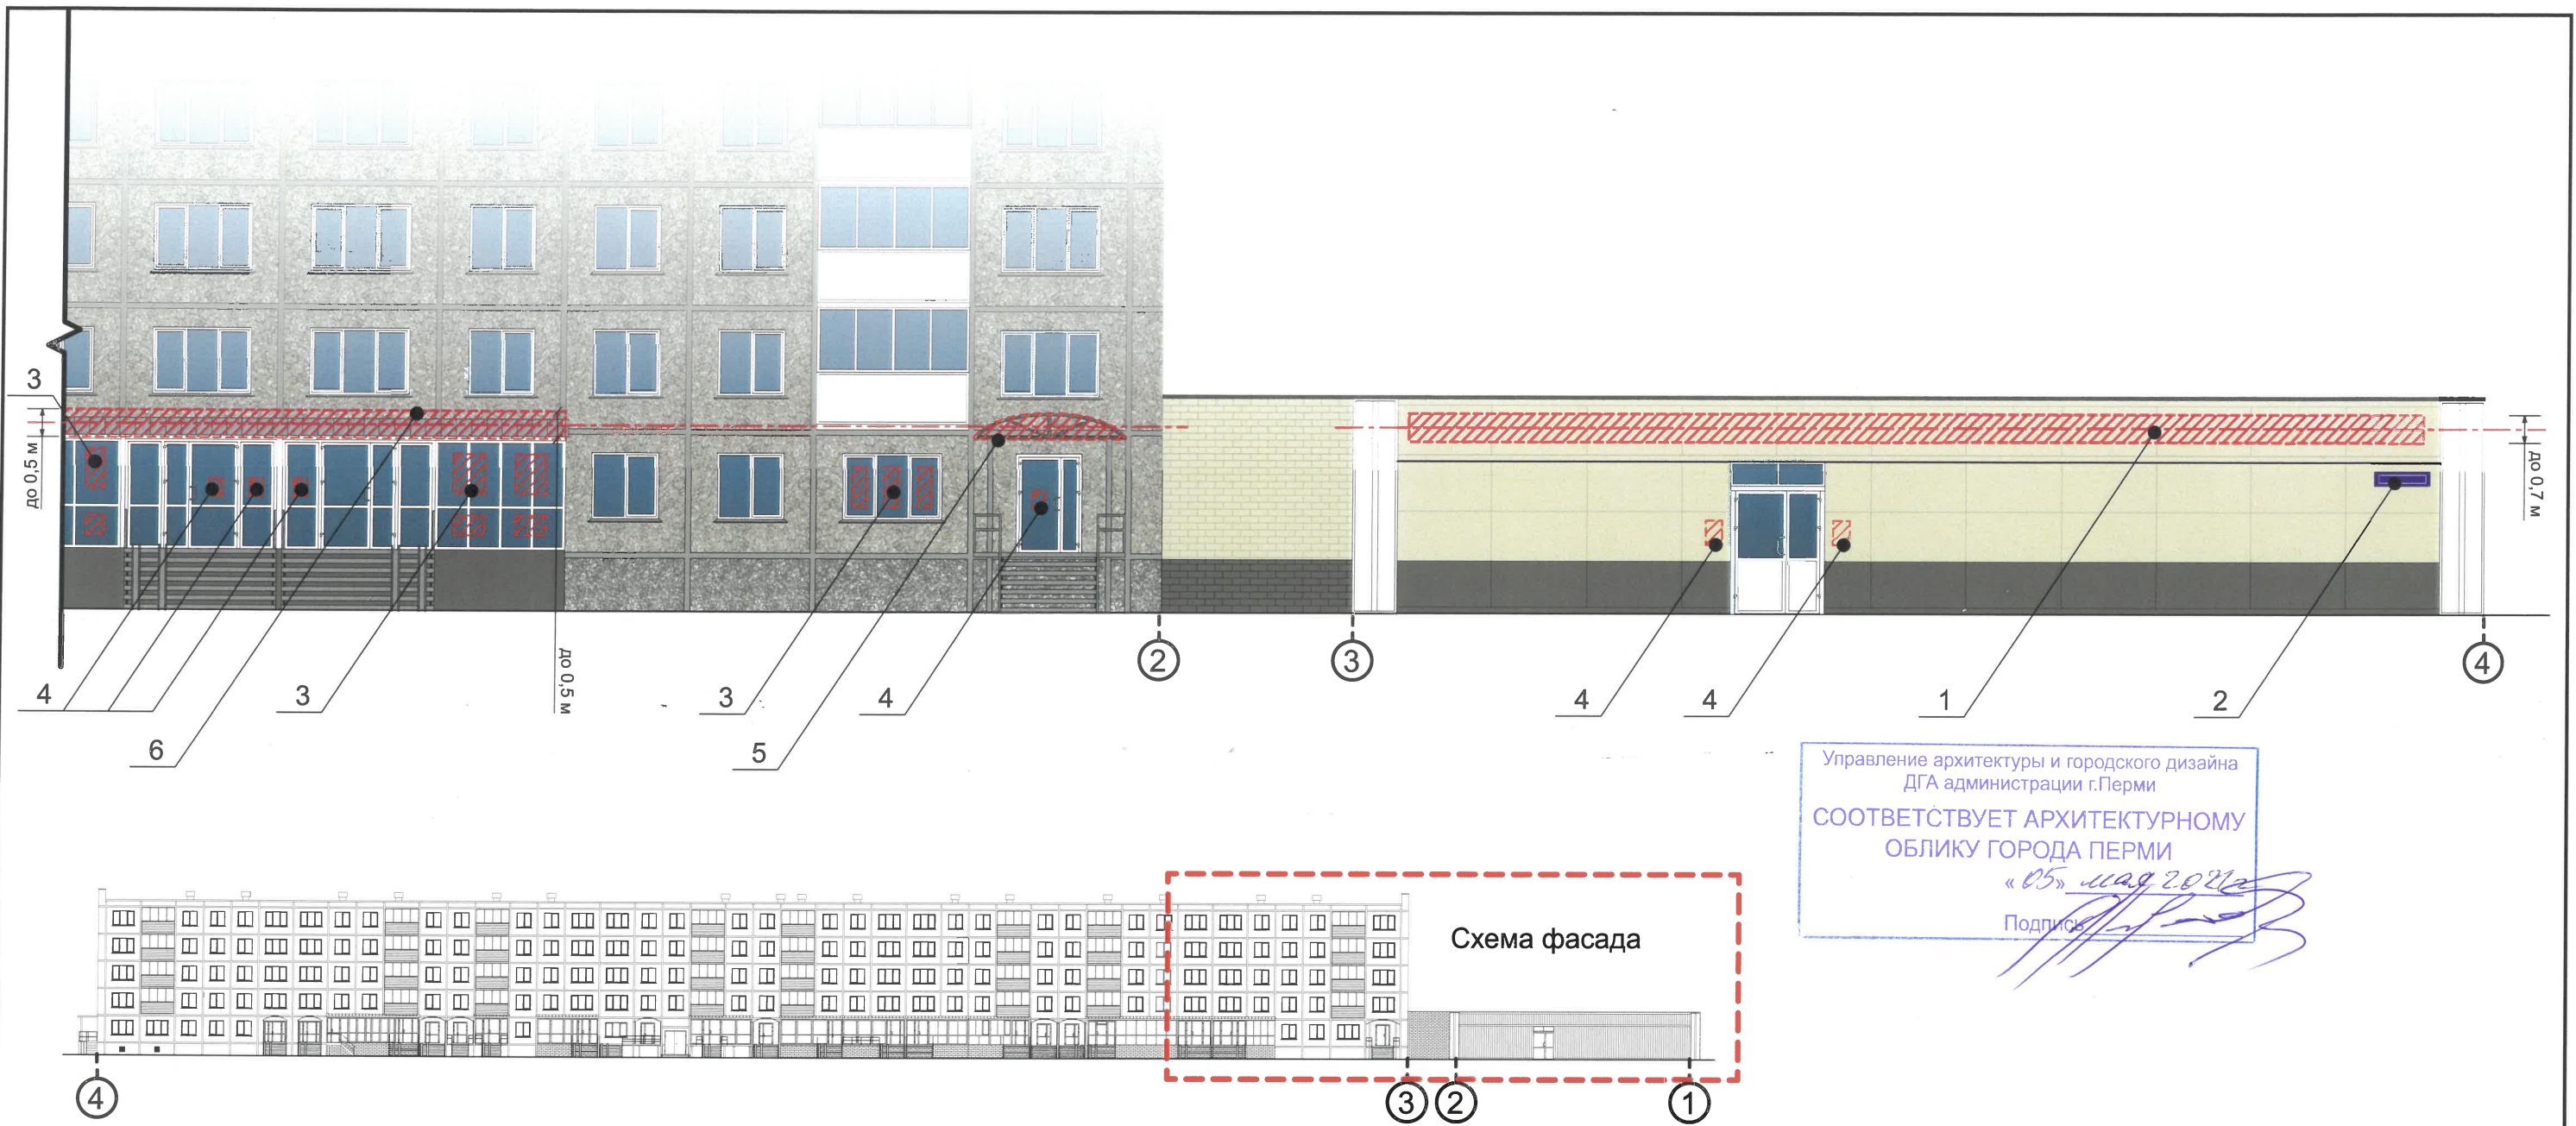 3
до 0,5 м
до 0,7 м
до 0,5 м
2
3
4
4
3
3
4
4
4
1
2
6
5
Управление архитектуры и городского дизайна
ДГА администрации г.Перми
СООТВЕТСТВУЕТ АРХИТЕКТУРНОМУ
ОБЛИКУ ГОРОДА ПЕРМИ
«05» мая 2021г
Подпись
Схема фасада
4
3
2
1